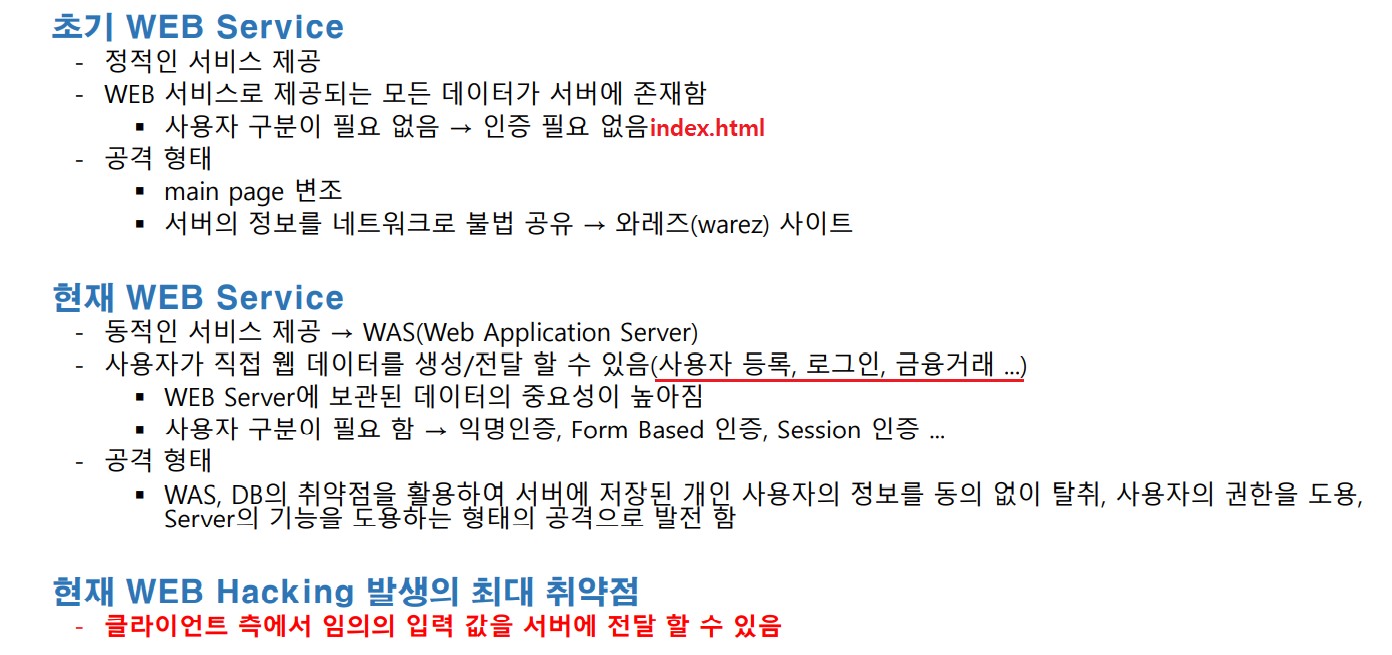 초기 WEB Service
- 정적인 서비스 제공
- WEB 서비스로 제공되는 모든 데이터가 서버에 존재함
▪ 사용자 구분이 필요 없음 → 인증 필요 없음index.html
- 공격 형태
▪ main page 변조
▪ 서버의 정보를 네트워크로 불법 공유 → 와레즈(warez) 사이트
현재 WEB Service
- 동적인 서비스 제공 → WAS(Web Application Server)
- 사용자가 직접 웹 데이터를 생성/전달 할 수 있음(사용자 등록, 로그인, 금융거래 ...)
▪ WEB Server에 보관된 데이터의 중요성이 높아짐
▪ 사용자 구분이 필요 함 → 익명인증, Form Based 인증, Session 인증 ...
- 공격 형태
▪ WAS, DB의 취약점을 활용하여 서버에 저장된 개인 사용자의 정보를 동의 없이 탈취, 사용자의 권한을 도용,
Server의 기능을 도용하는 형태의 공격으로 발전 함
현재 WEB Hacking 발생의 최대 취약점
- 클라이언트 측에서 임의의 입력 값을 서버에 전달 할 수 있음